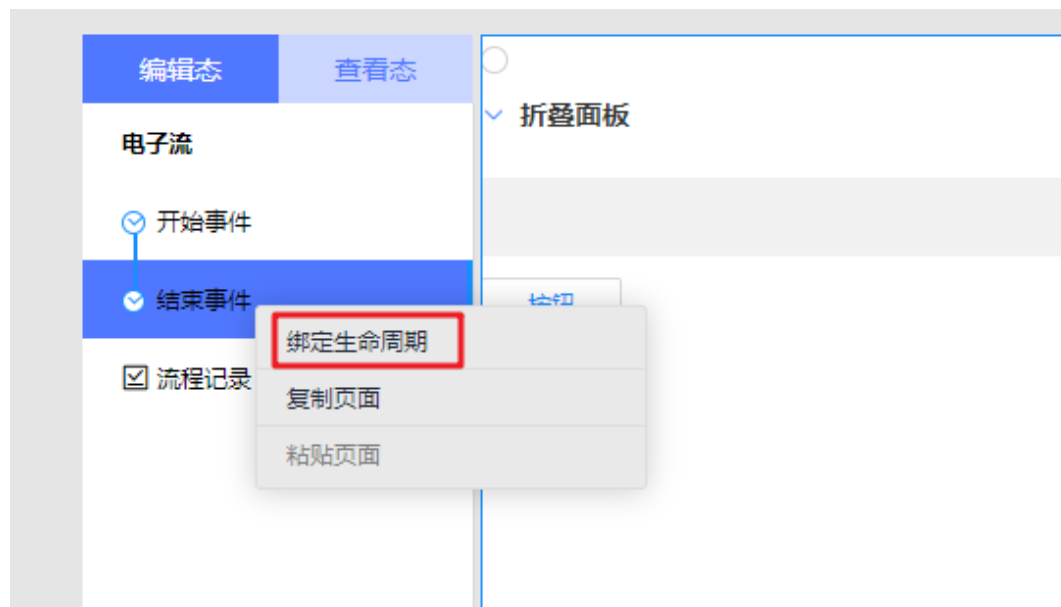 编辑态
查看态
电子流
开始事件
结束事件
流程记录
折叠面板
按钮
绑定生命周期
复制页面
粘贴页面